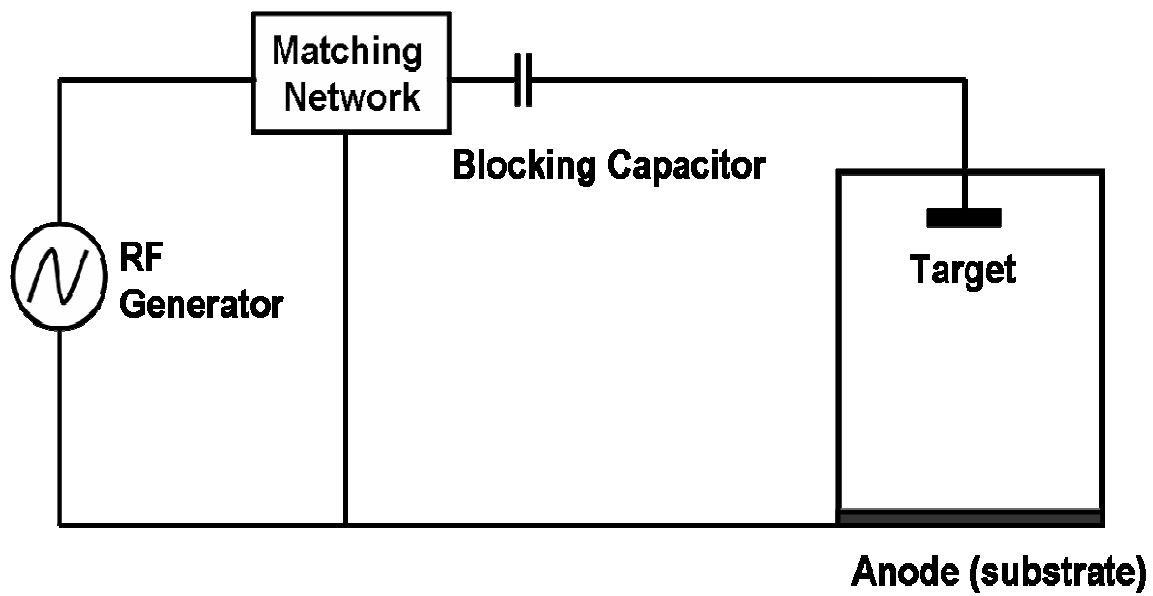 Matching
Network
Blocking Capacitor
RF
Generator
Target
Anode (substrate)